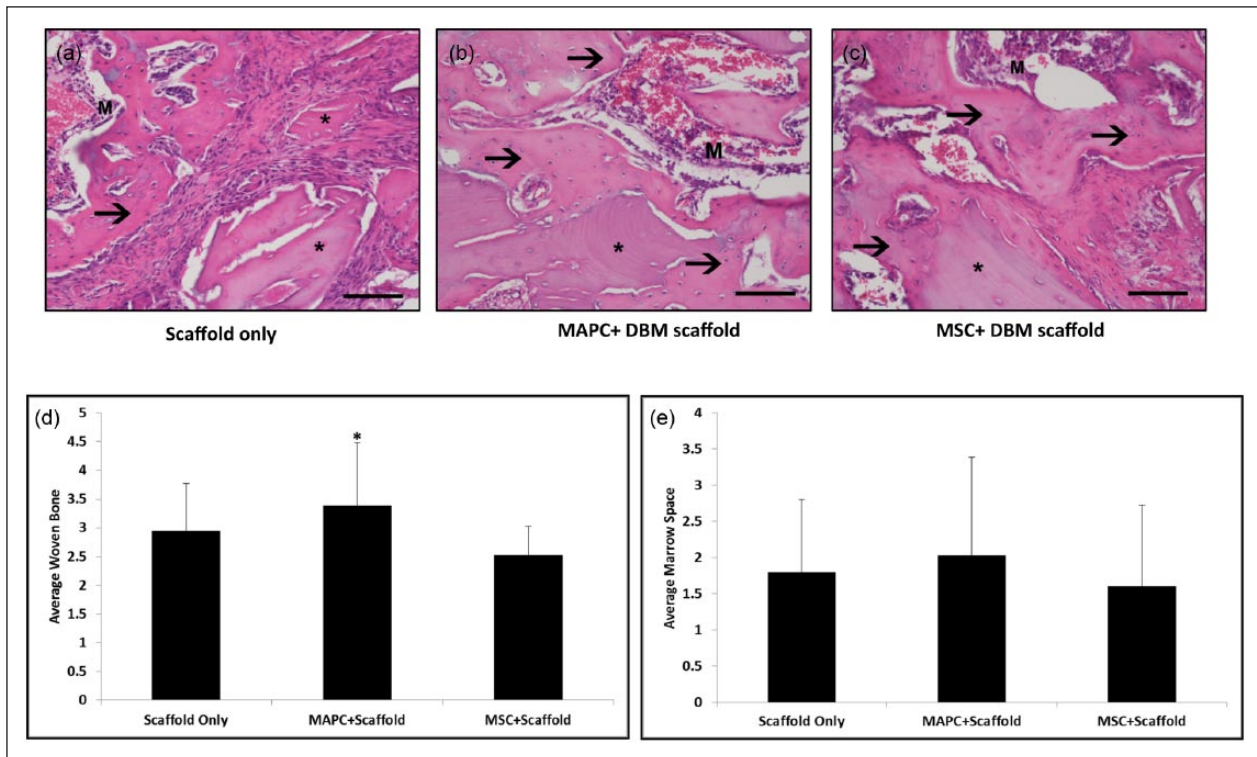 (a)
M
*
*
Scaffold only
(b)
M
*
MAPC+ DBM scaffold
(c)
M
*
MSC+ DBM scaffold
(d)
Average Woven Bone
5
4.5
4
3.5
3
2.5
2
1.5
1
0.5
0
*
Scaffold Only MAPC+Scaffold MSC+Scaffold
(e)
Average Marrow Space
4
3.5
3
2.5
2
1.5
1
0.5
0
Scaffold Only MAPC+Scaffold MSC+Scaffold